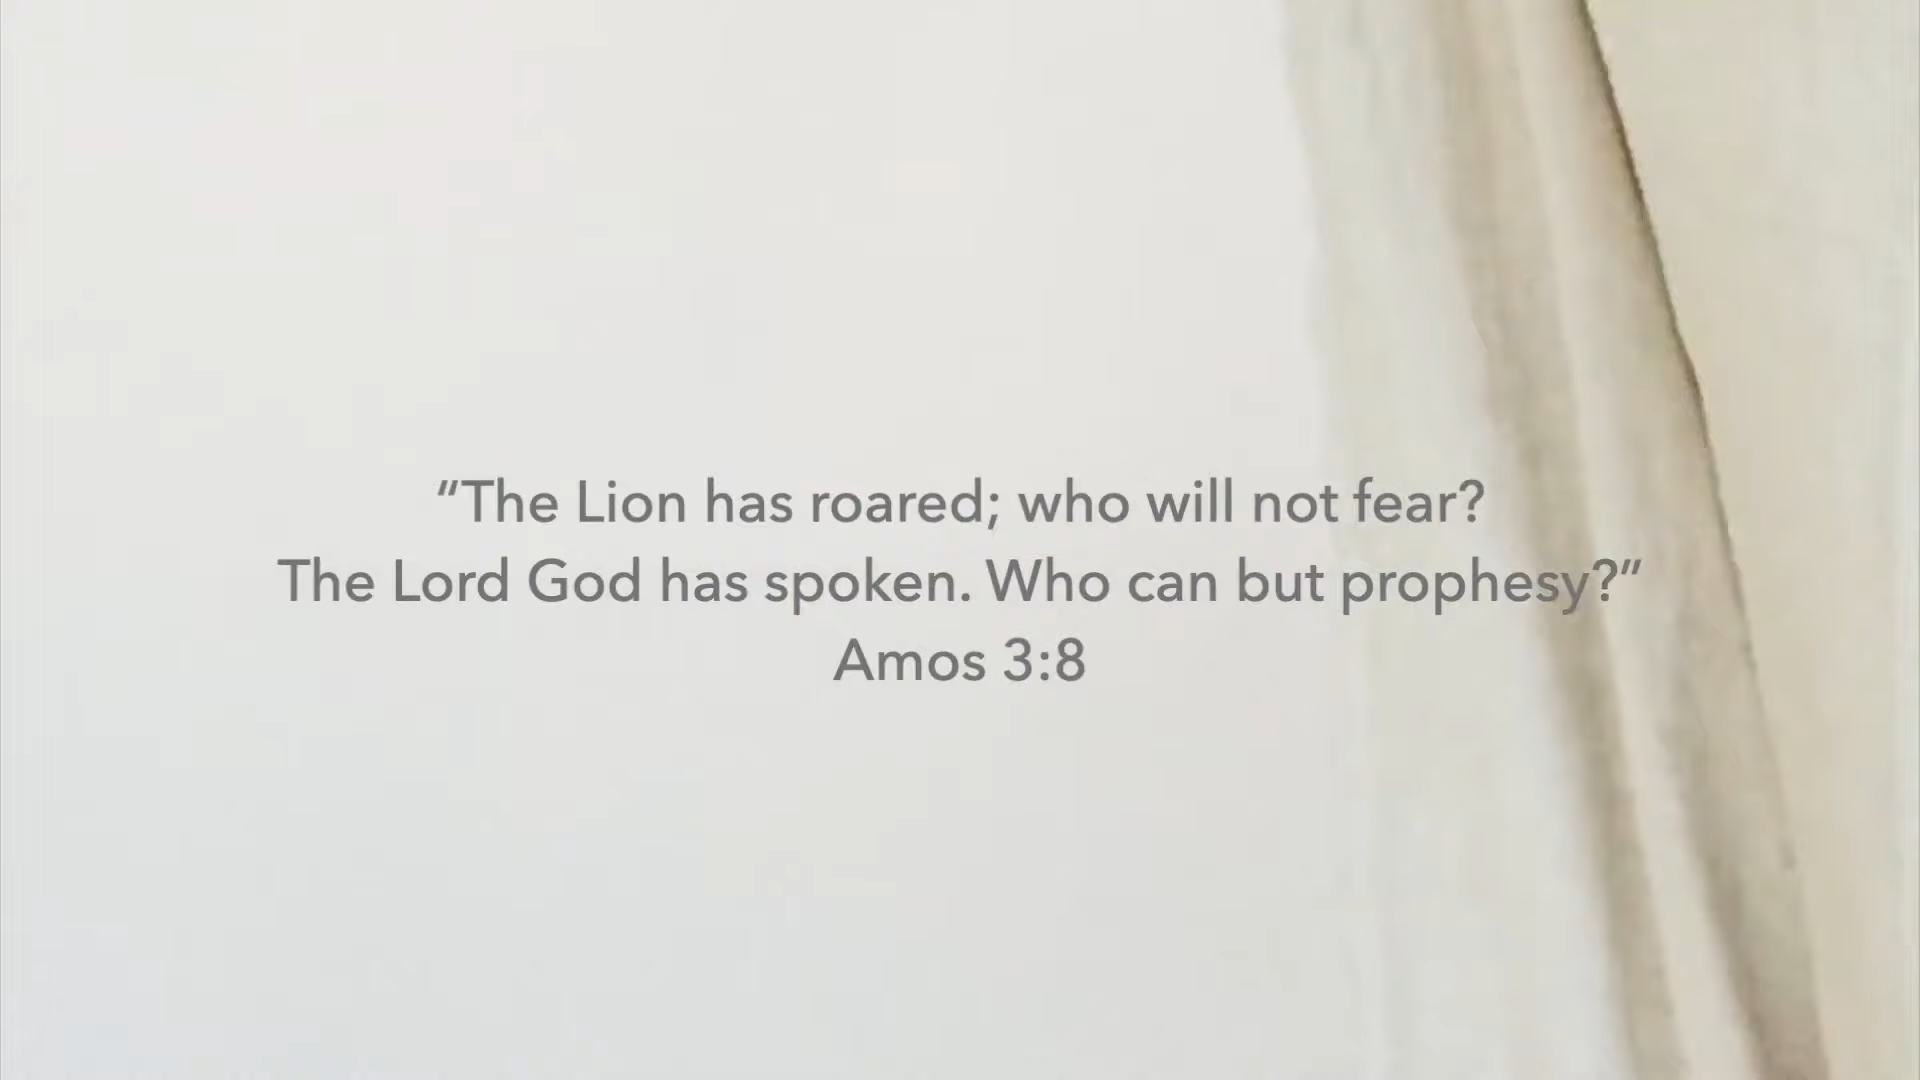 “The Lion has roared; who will not fear?
The Lord God has spoken. Who can but prophesy?”
Amos 3:8